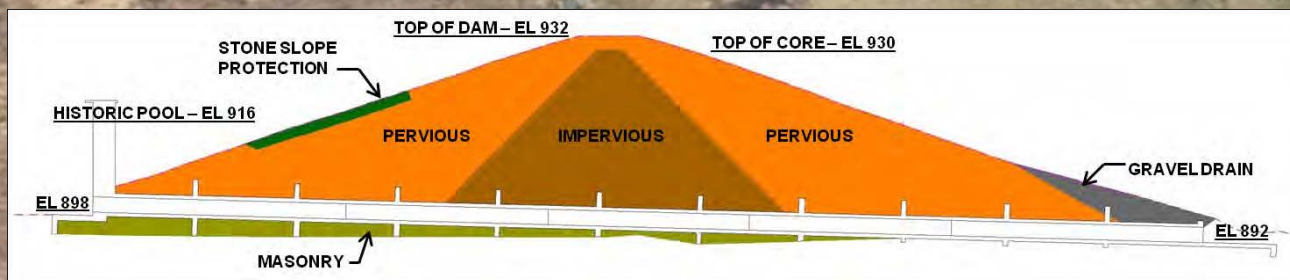 TOP OF DAM – EL 932
TOP OF CORE – EL 930
STONE SLOPE
PROTECTION
HISTORIC POOL – EL 916
PERVIOUS
IMPERVIOUS
PERVIOUS
GRAVEL DRAIN
EL 898
EL 892
MASONRY